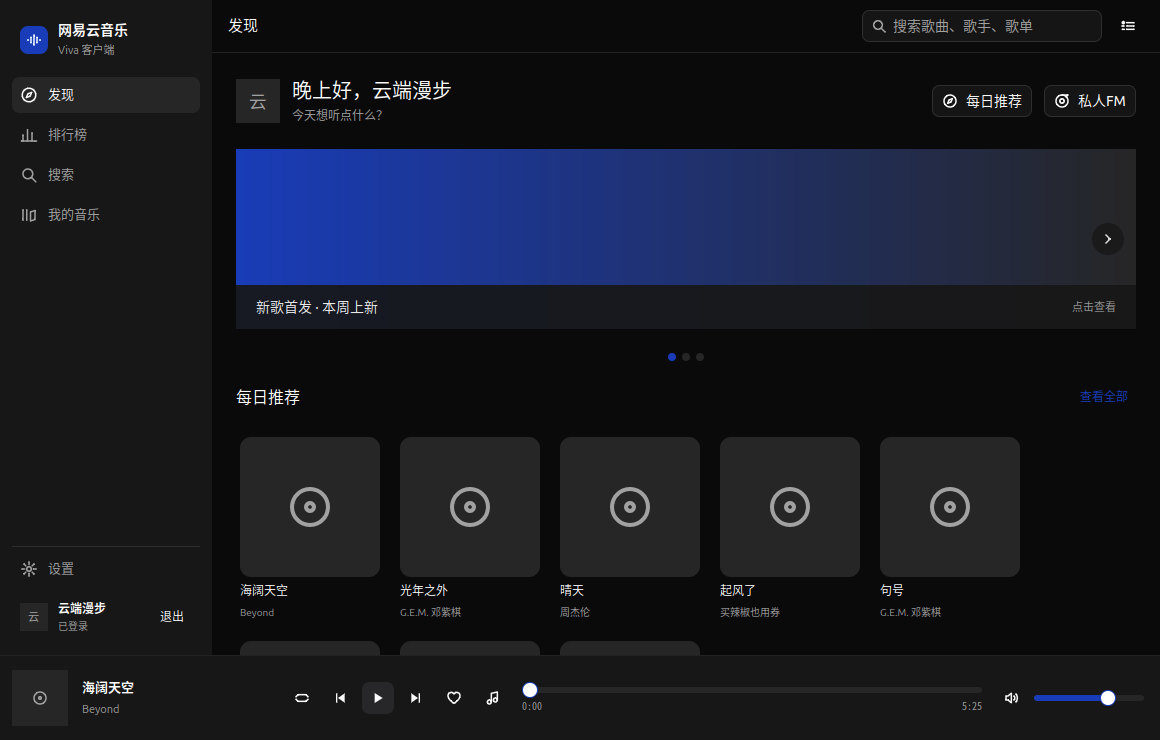 网易云音乐
Viva 客户端
发现
排行榜
搜索
我的音乐
设置
云
云端漫步
已登录
退出
发现
搜索歌曲、歌手、歌单
云
晚上好，云端漫步
今天想听点什么?
每日推荐
私人FM
新歌首发 · 本周上新
点击查看
每日推荐
查看全部
海阔天空
Beyond
光年之外
G.E.M. 邓紫棋
晴天
周杰伦
起风了
买辣椒也用券
句号
G.E.M. 邓紫棋
海阔天空
Beyond
0:00
5:25